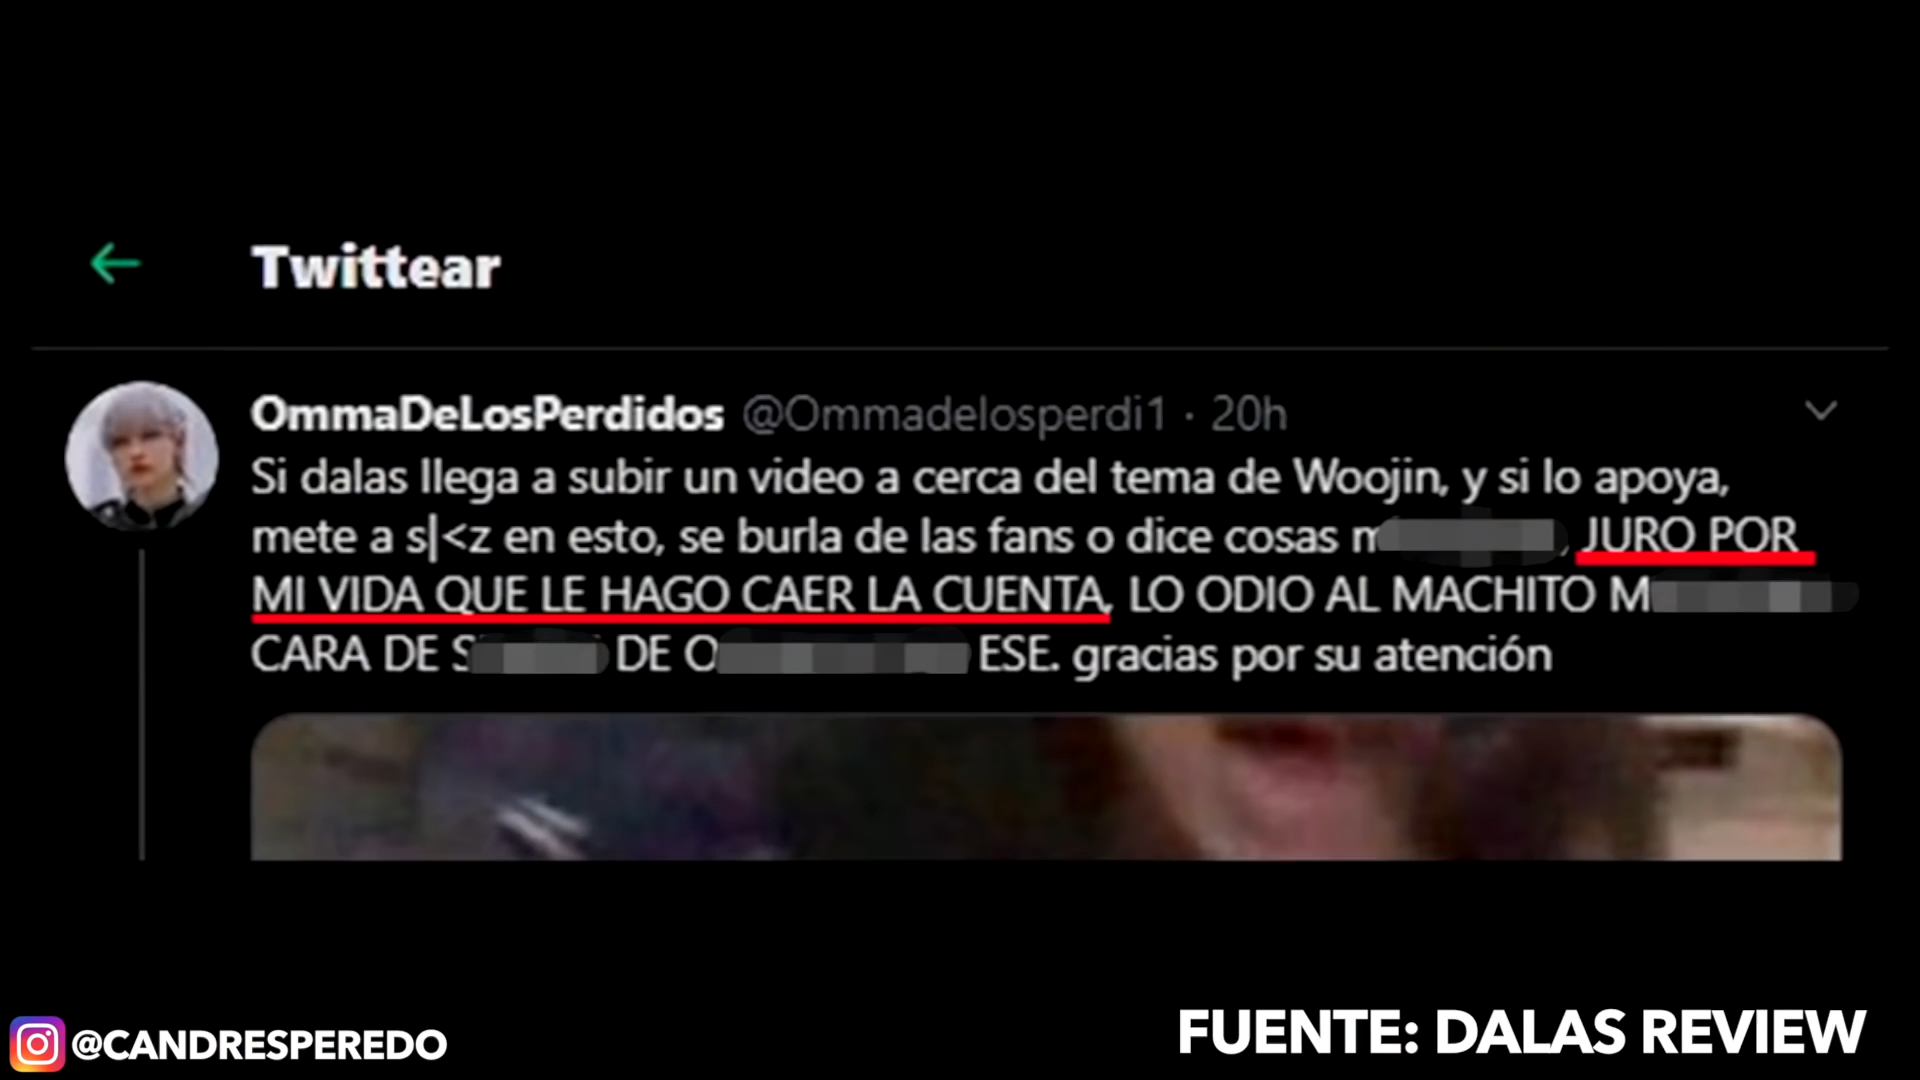 Twittear
OmmaDeLosPerdidos @Ommadelosperdi1 · 20h
Si dalas llega a subir un video a cerca del tema de Woojin, y si lo apoya,
mete a s|<z en esto, se burla de las fans o dice cosas m , JURO POR
MI VIDA QUE LE HAGO CAER LA CUENTA, LO ODIO AL MACHITO M
CARA DE S DE O ESE. gracias por su atención
@CANDRESPEREDO
FUENTE: DALAS REVIEW